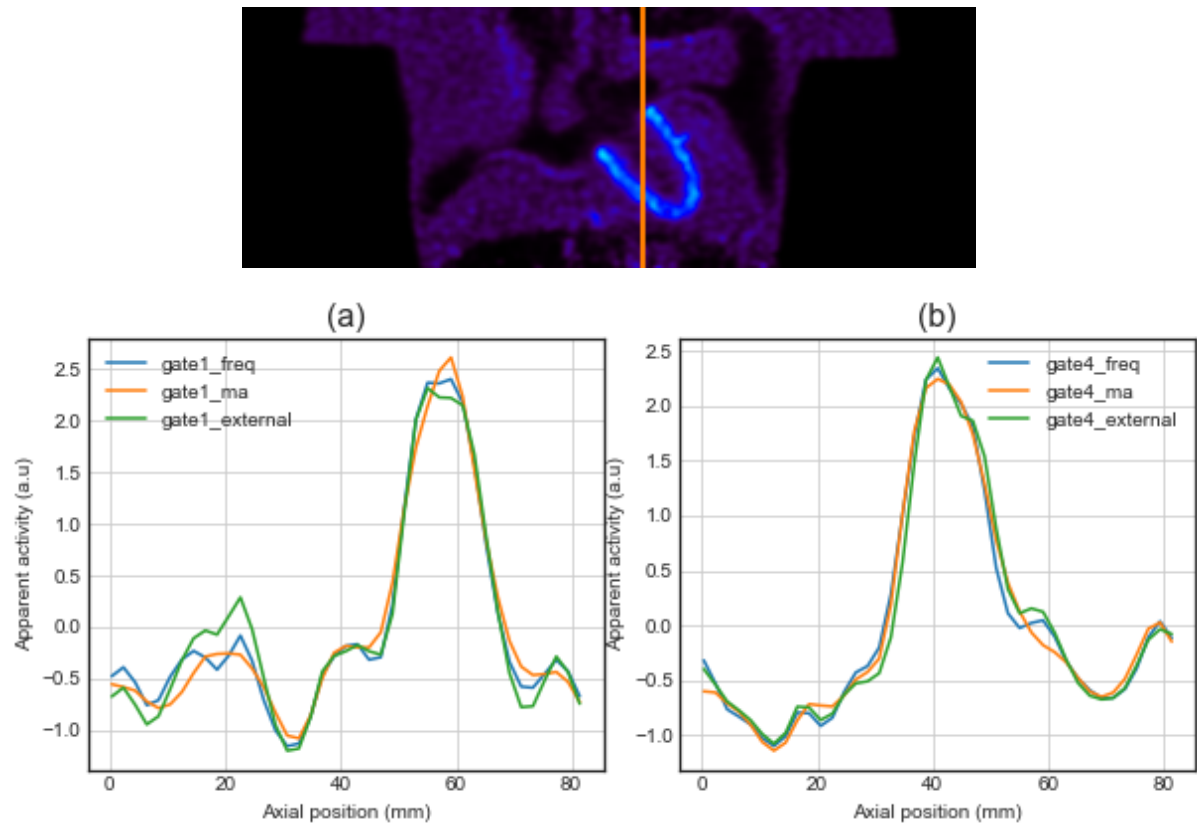 (a)
gate1_freq
gate1_ma
gate1_external
2.5
2.0
1.5
1.0
0.5
0.0
−0.5
−1.0
Apparent activity (a.u)
0 20 40 60 80
Axial position (mm)
(b)
gate4_freq
gate4_ma
gate4_external
2.5
2.0
1.5
1.0
0.5
0.0
−0.5
−1.0
Apparent activity (a.u)
0 20 40 60 80
Axial position (mm)